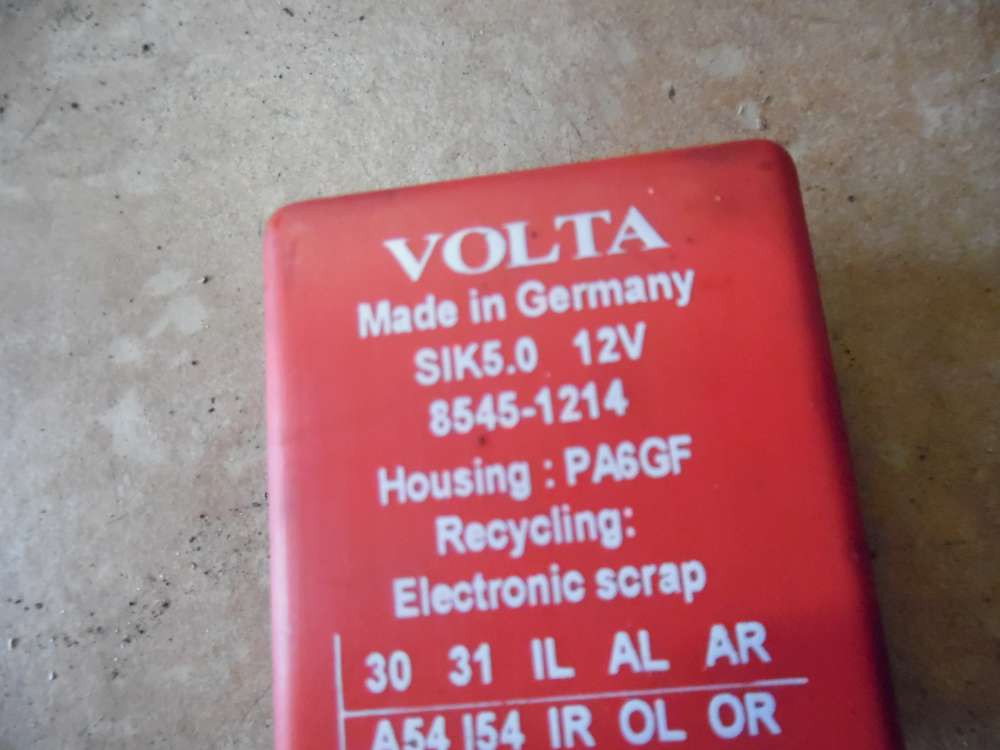 VOLTA
Made in Germany
SIK5.0 12V
8545-1214
Housing : PA6GF
Recycling:
Electronic scrap
30 31 IL AL AR
A54 I54 IR OL OR